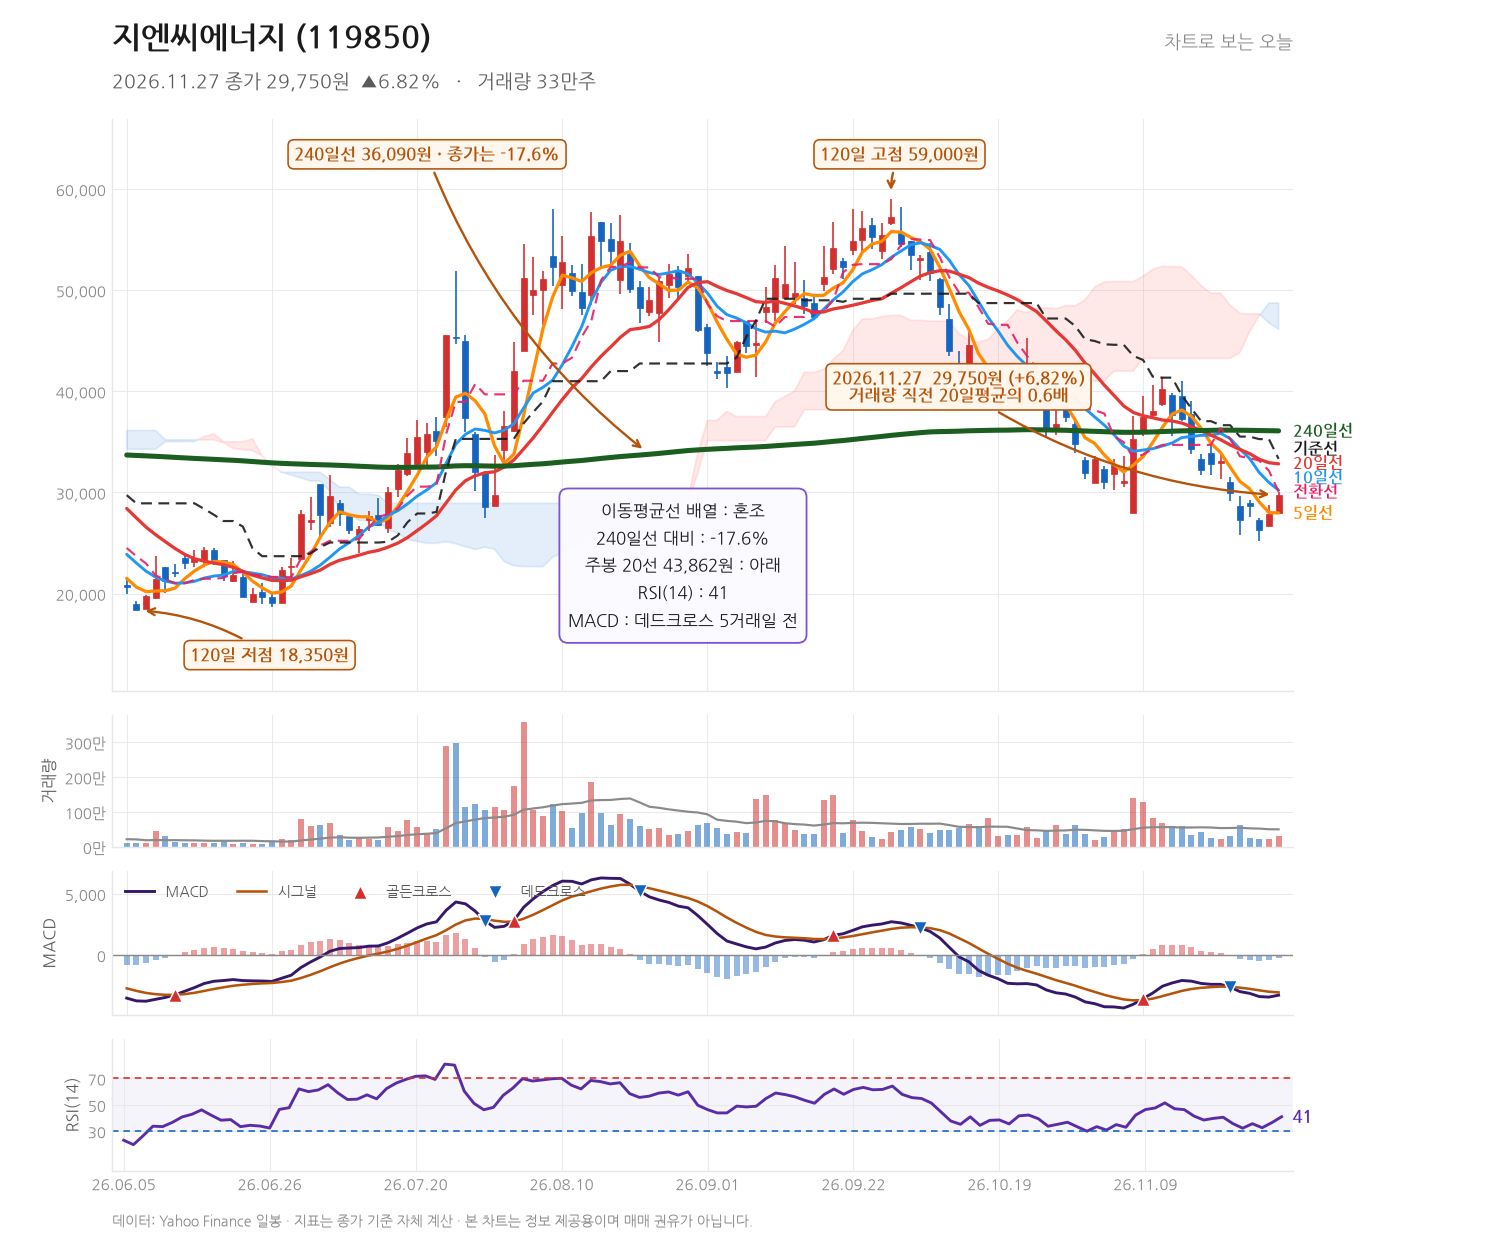 지엔씨에너지 (119850)
차트로 보는 오늘
2026.11.27 종가 29,750원 ▲6.82% · 거래량 33만주
240일선 36,090원 · 종가는 -17.6%
120일 고점 59,000원
60,000
50,000
40,000
30,000
20,000
2026.11.27 29,750원 (+6.82%)
거래량 직전 20일평균의 0.6배
240일선
기준선
20일선
10일선
전환선
5일선
이동평균선 배열 : 혼조
240일선 대비 : -17.6%
주봉 20선 43,862원 : 아래
RSI(14) : 41
MACD : 데드크로스 5거래일 전
120일 저점 18,350원
거래량
300만
200만
100만
0만
MACD
5,000
0
MACD
시그널
골든크로스
데드크로스
RSI(14)
70
50
30
41
26.06.05
26.06.26
26.07.20
26.08.10
26.09.01
26.09.22
26.10.19
26.11.09
데이터: Yahoo Finance 일봉 · 지표는 종가 기준 자체 계산 · 본 차트는 정보 제공용이며 매매 권유가 아닙니다.